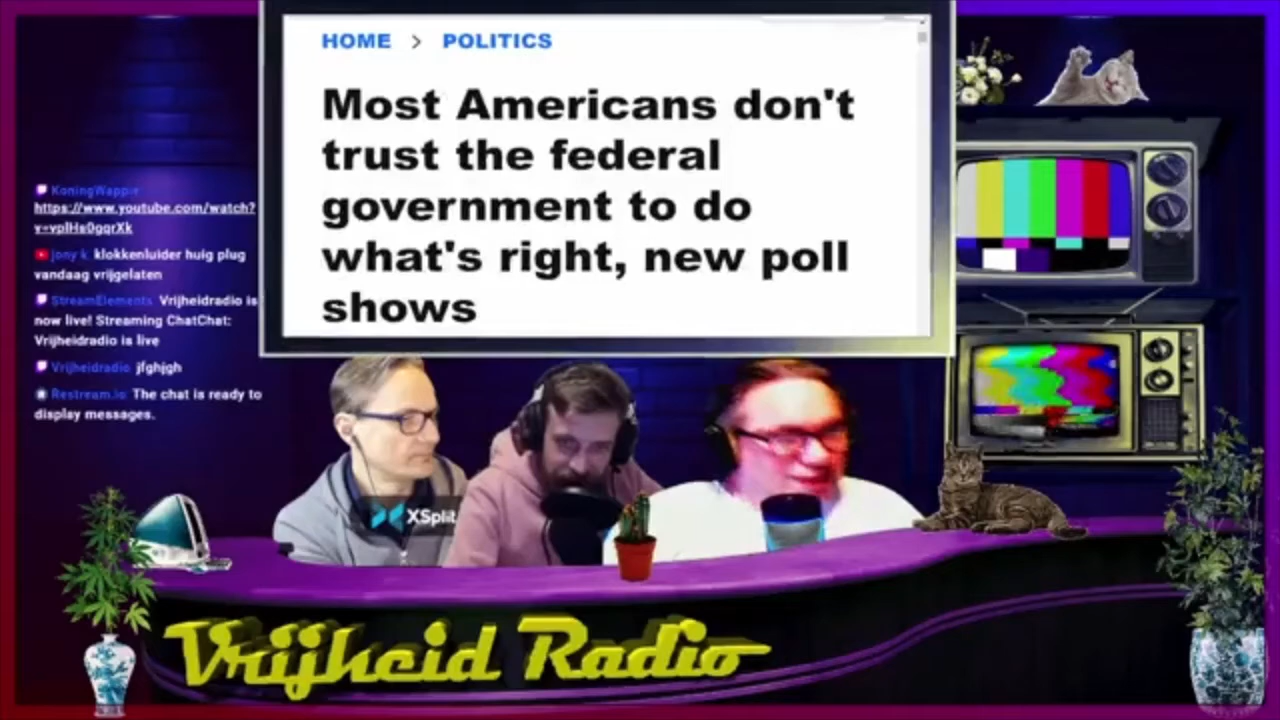 HOME > POLITICS
Most Americans don't
trust the federal
government to do
what's right, new poll
shows
KoningWappie:
https://www.youtube.com/watch?
v=vplHs0gqrXk
jony k: klokkenluider huig plug
vandaag vrijgelaten
StreamElements: Vrijheidradio is
now live! Streaming ChatChat:
Vrijheidradio is live
Vrijheidradio: jfghjgh
Restream.io: The chat is ready to
display messages.
XSplit
Vrijheid Radio